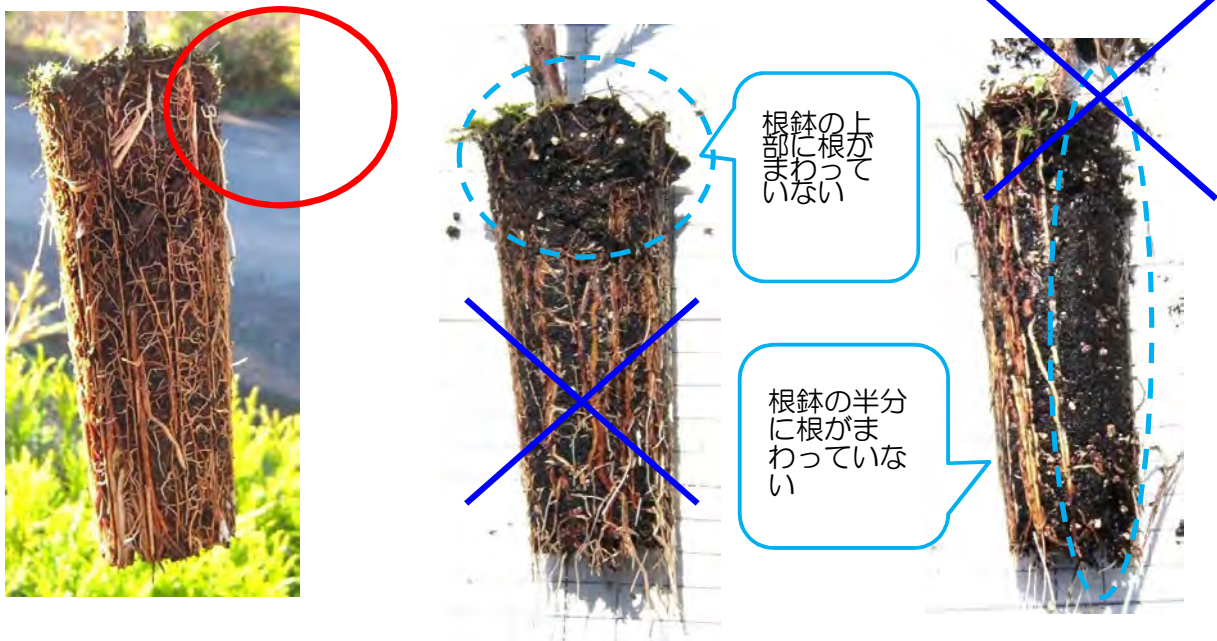 根鉢の上
部に根が
まわって
いない
根鉢の半分
に根がま
わっていな
い